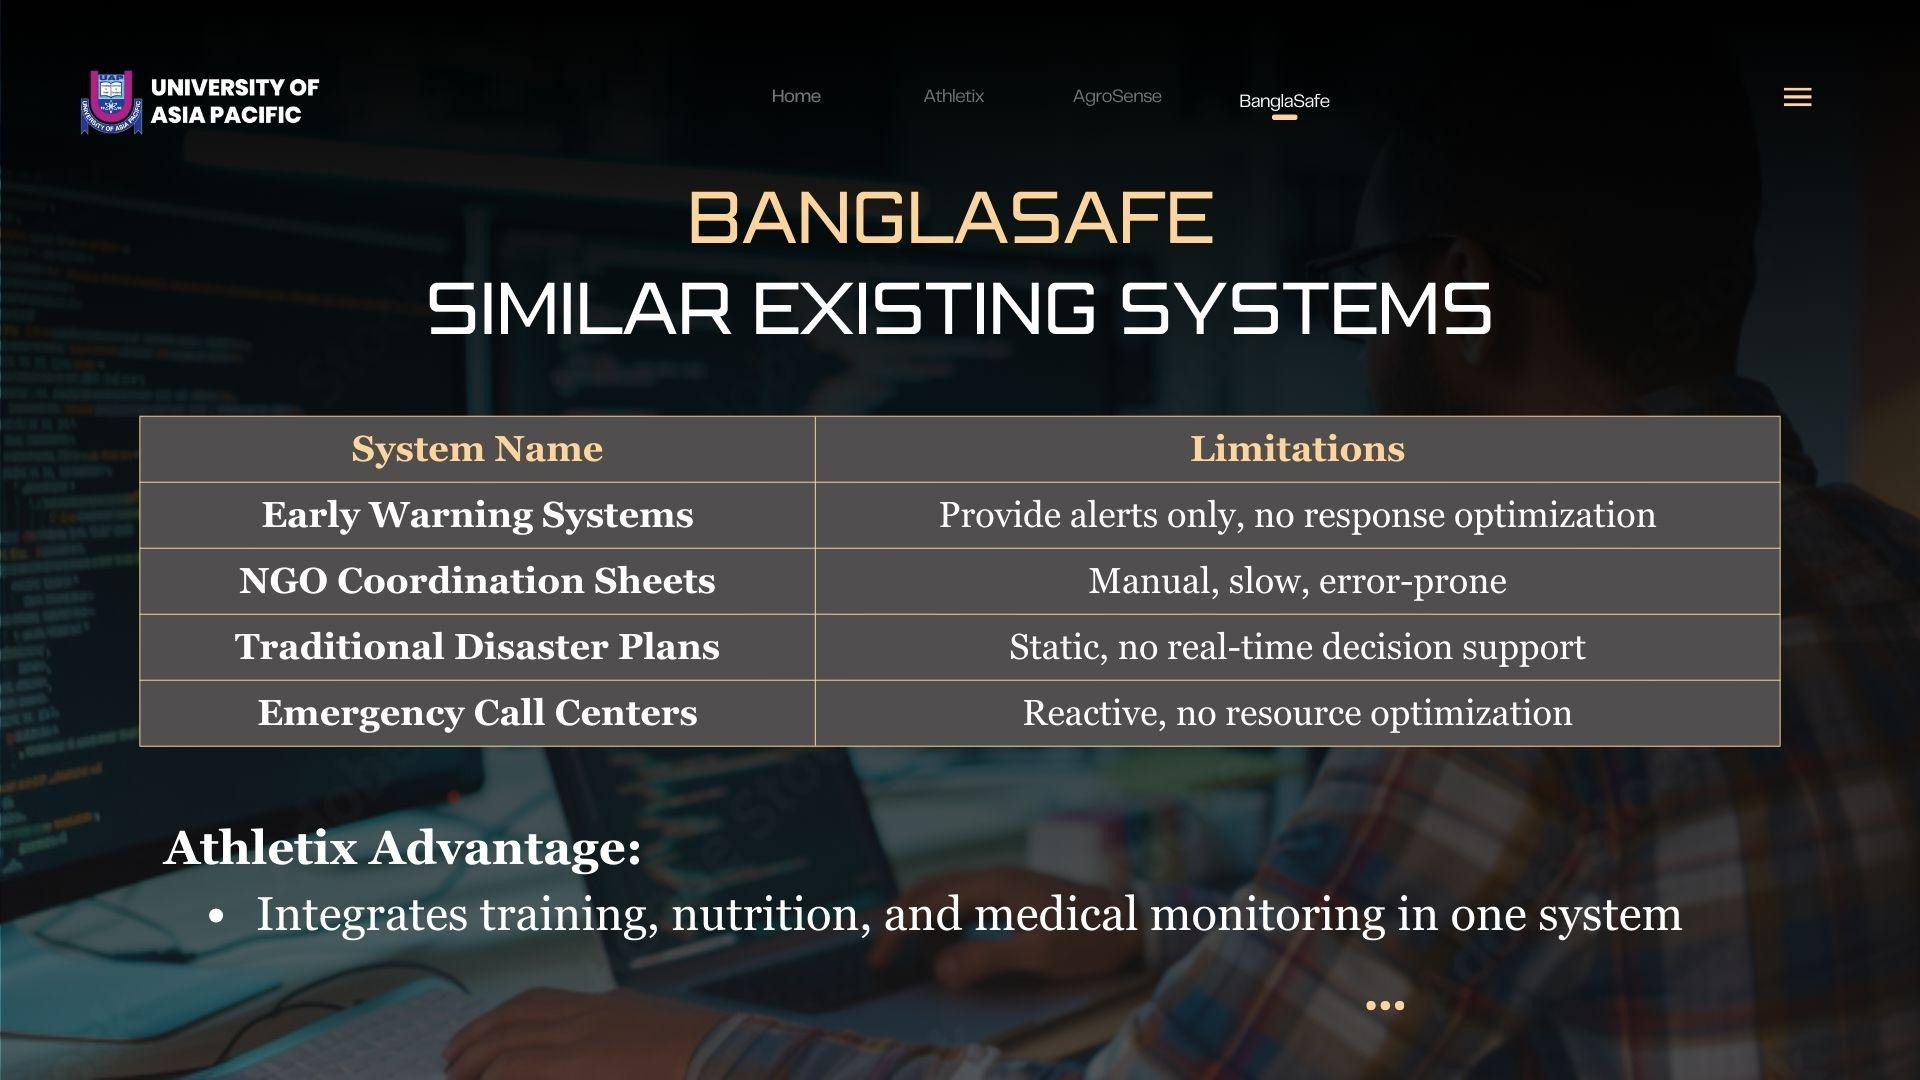 UNIVERSITY OF
ASIA PACIFIC
Home Athletix AgroSense BanglaSafe
BANGLASAFE
SIMILAR EXISTING SYSTEMS
System Name Limitations
Early Warning Systems Provide alerts only, no response optimization
NGO Coordination Sheets Manual, slow, error-prone
Traditional Disaster Plans Static, no real-time decision support
Emergency Call Centers Reactive, no resource optimization
Athletix Advantage:
• Integrates training, nutrition, and medical monitoring in one system